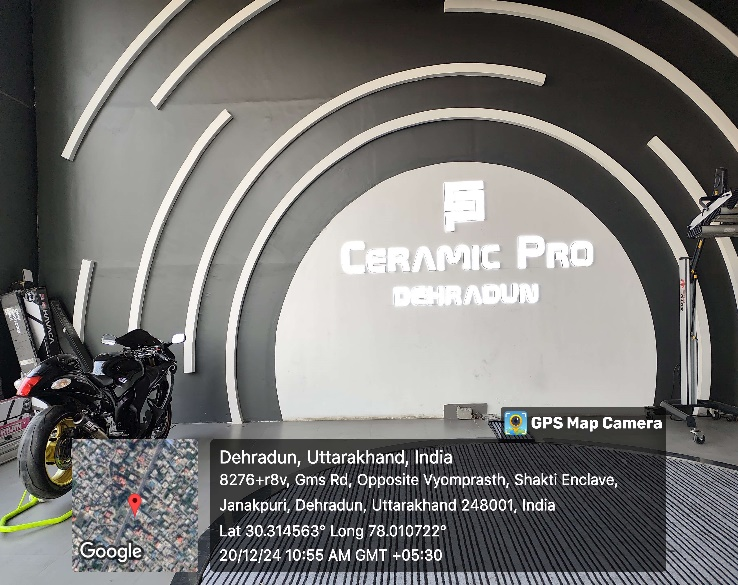 CERAMIC PRO
DEHRADUN
GPS Map Camera
Dehradun, Uttarakhand, India
8276+r8v, Gms Rd, Opposite Vyomprasth, Shakti Enclave,
Janakpuri, Dehradun, Uttarakhand 248001, India
Lat 30.314563° Long 78.010722°
20/12/24 10:55 AM GMT +05:30
Google